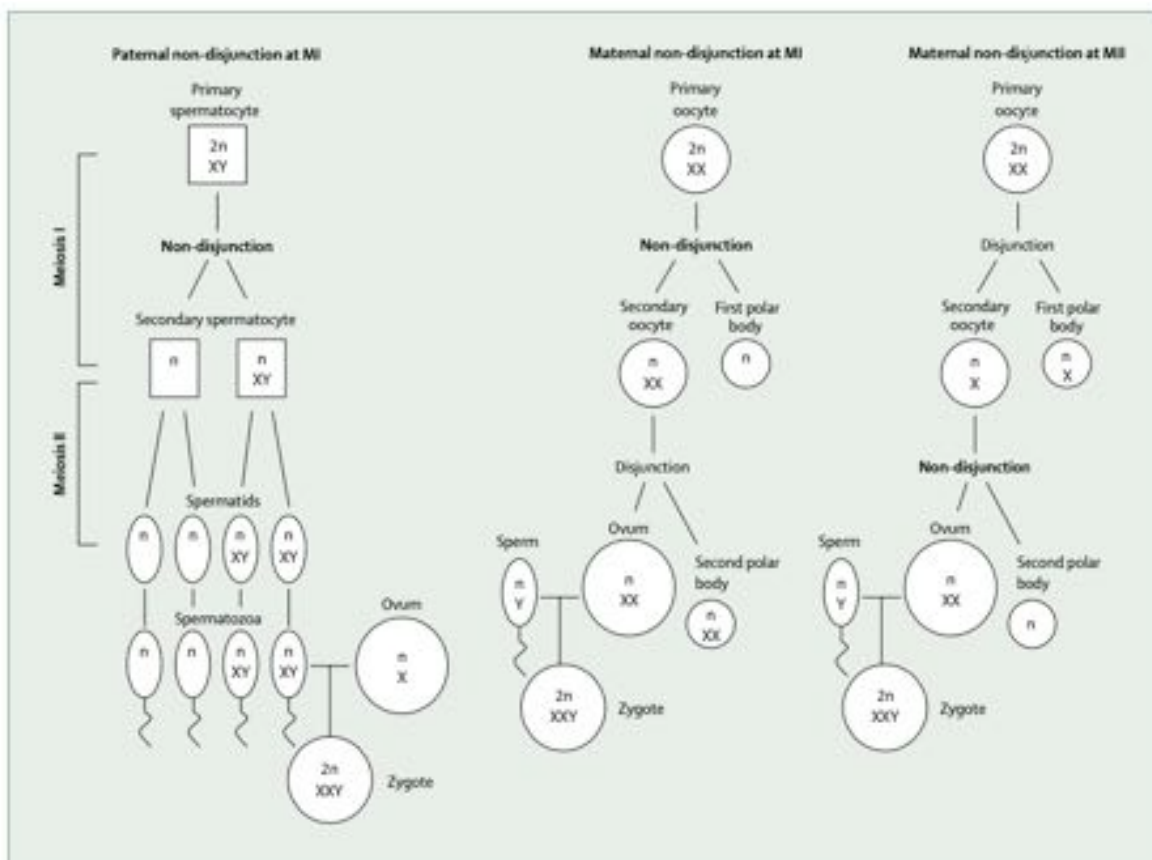 Paternal non-disjunction at MI
Primary
spermatocyte
2n
XY
Non-disjunction
Secondary spermatocyte
n
n
XY
Spermatids
n
n
n
XY
n
XY
Spermatozoa
n
n
n
XY
n
XY
Ovum
n
X
2n
XXY
Zygote
Meiosis I
Meiosis II
Maternal non-disjunction at MI
Primary
oocyte
2n
XX
Non-disjunction
Secondary
oocyte
n
XX
First polar
body
n
Disjunction
Sperm
n
Y
Ovum
n
XX
Second polar
body
n
XX
2n
XXY
Zygote
Maternal non-disjunction at MII
Primary
oocyte
2n
XX
Disjunction
Secondary
oocyte
n
X
First polar
body
n
X
Non-disjunction
Sperm
n
Y
Ovum
n
XX
Second polar
body
n
2n
XXY
Zygote